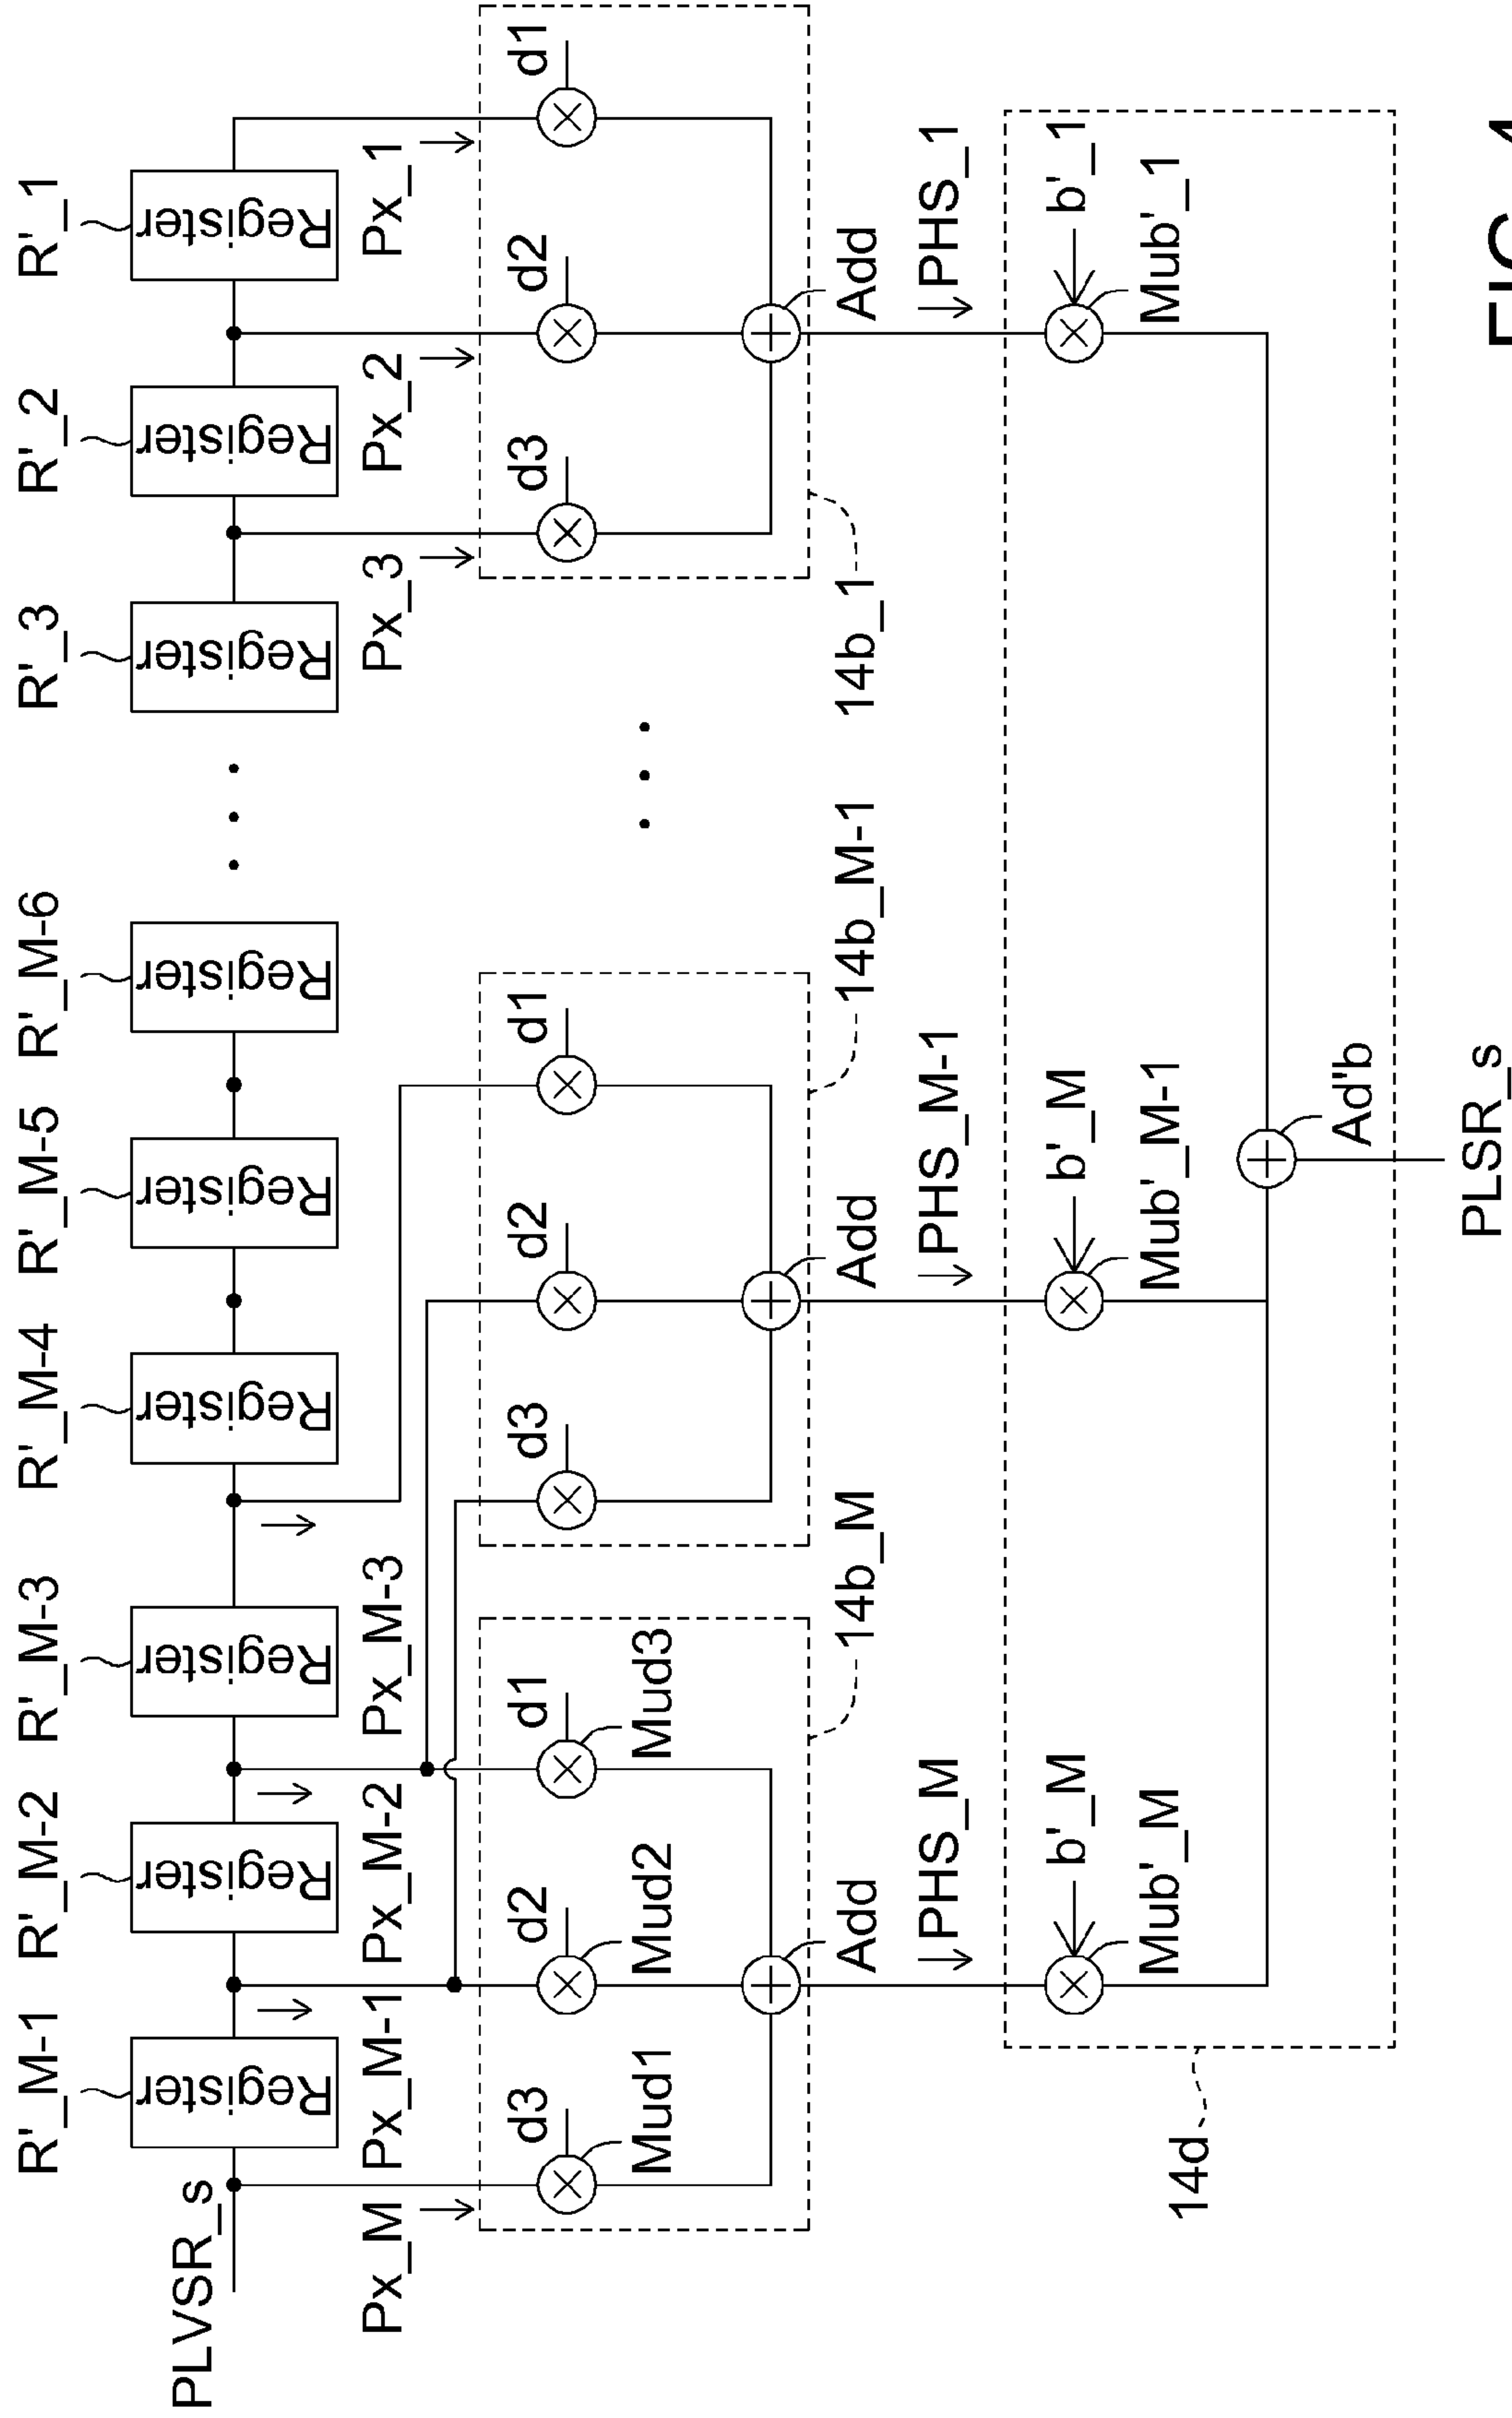 R'_M-1
R'_M-2
R'_M-3
R'_M-4
R'_M-5
R'_M-6
R'_3
R'_2
R'_1
Register
Register
Register
Register
Register
Register
Register
Register
Register
PLVSR_s
Px_M
Px_M-1
Px_M-2
Px_M-3
Px_3
Px_2
Px_1
d3
d2
d1
d3
d2
d1
d3
d2
d1
Mud1
Mud2
Mud3
Add
14b_M
Add
14b_M-1
14b_1
Add
PHS_M
PHS_M-1
PHS_1
b'_M
b'_M
b'_1
14d
Mub'_M
Mub'_M-1
Mub'_1
Ad'b
PLSR_s
FIG. 4